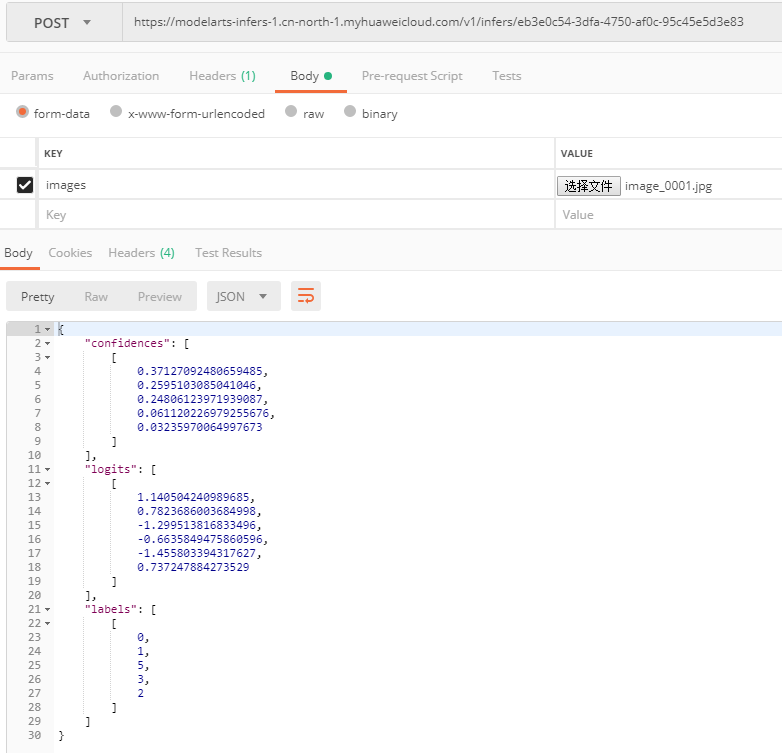 POST https://modelarts-infers-1.cn-north-1.myhuaweicloud.com/v1/infers/eb3e0c54-3dfa-4750-af0c-95c45e5d3e83
Params Authorization Headers (1) Body Pre-request Script Tests
form-data x-www-form-urlencoded raw binary
KEY VALUE
images 选择文件 image_0001.jpg
Key Value
Body Cookies Headers (4) Test Results
Pretty Raw Preview JSON
1 {
2 "confidences": [
3 [
4 0.37127092480659485,
5 0.2595103085041046,
6 0.24806123971939087,
7 0.061120226979255676,
8 0.03235970064997673
9 ]
10 ],
11 "logits": [
12 [
13 1.140504240989685,
14 0.7823686003684998,
15 -1.299513816833496,
16 -0.6635849475860596,
17 -1.455803394317627,
18 0.737247884273529
19 ]
20 ],
21 "labels": [
22 [
23 0,
24 1,
25 5,
26 3,
27 2
28 ]
29 ]
30 }